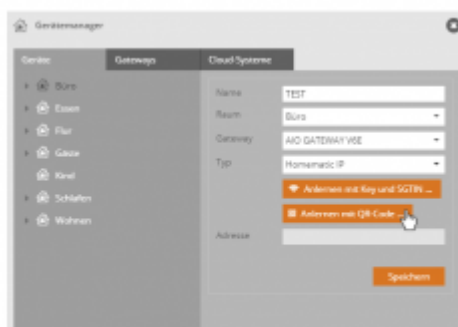 Gerätemanager
Geräte Gateways Cloud Systeme
Büro
Essen
Flur
Gäste
Kind
Schlafen
Wohnen
Name TEST
Raum Büro
Gateway AIO GATEWAY V6E
Typ Homematic IP
Anlernen mit Key und SGTIN ...
Anlernen mit QR-Code ...
Adresse
Speichern